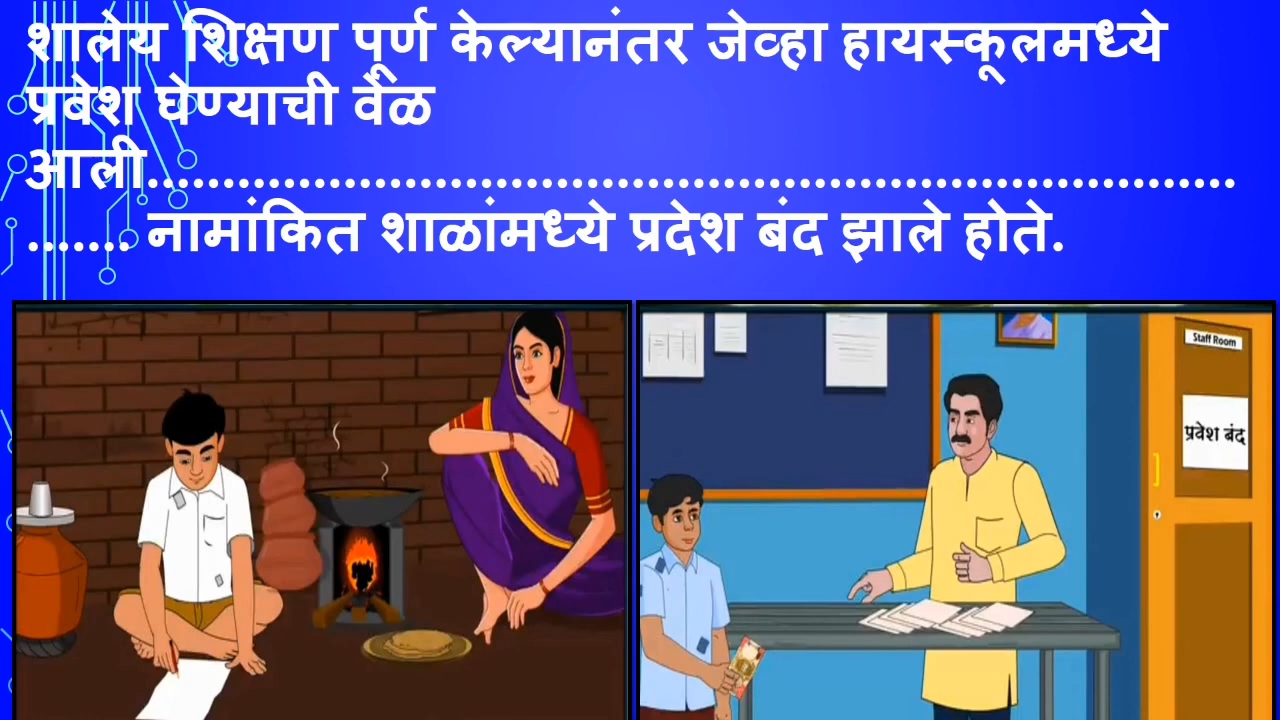 शालेय शिक्षण पूर्ण केल्यानंतर जेव्हा हायस्कूलमध्ये
प्रवेश घेण्याची वेळ
आली........................................................................
....... नामांकित शाळांमध्ये प्रदेश बंद झाले होते.
Staff Room
प्रवेश बंद